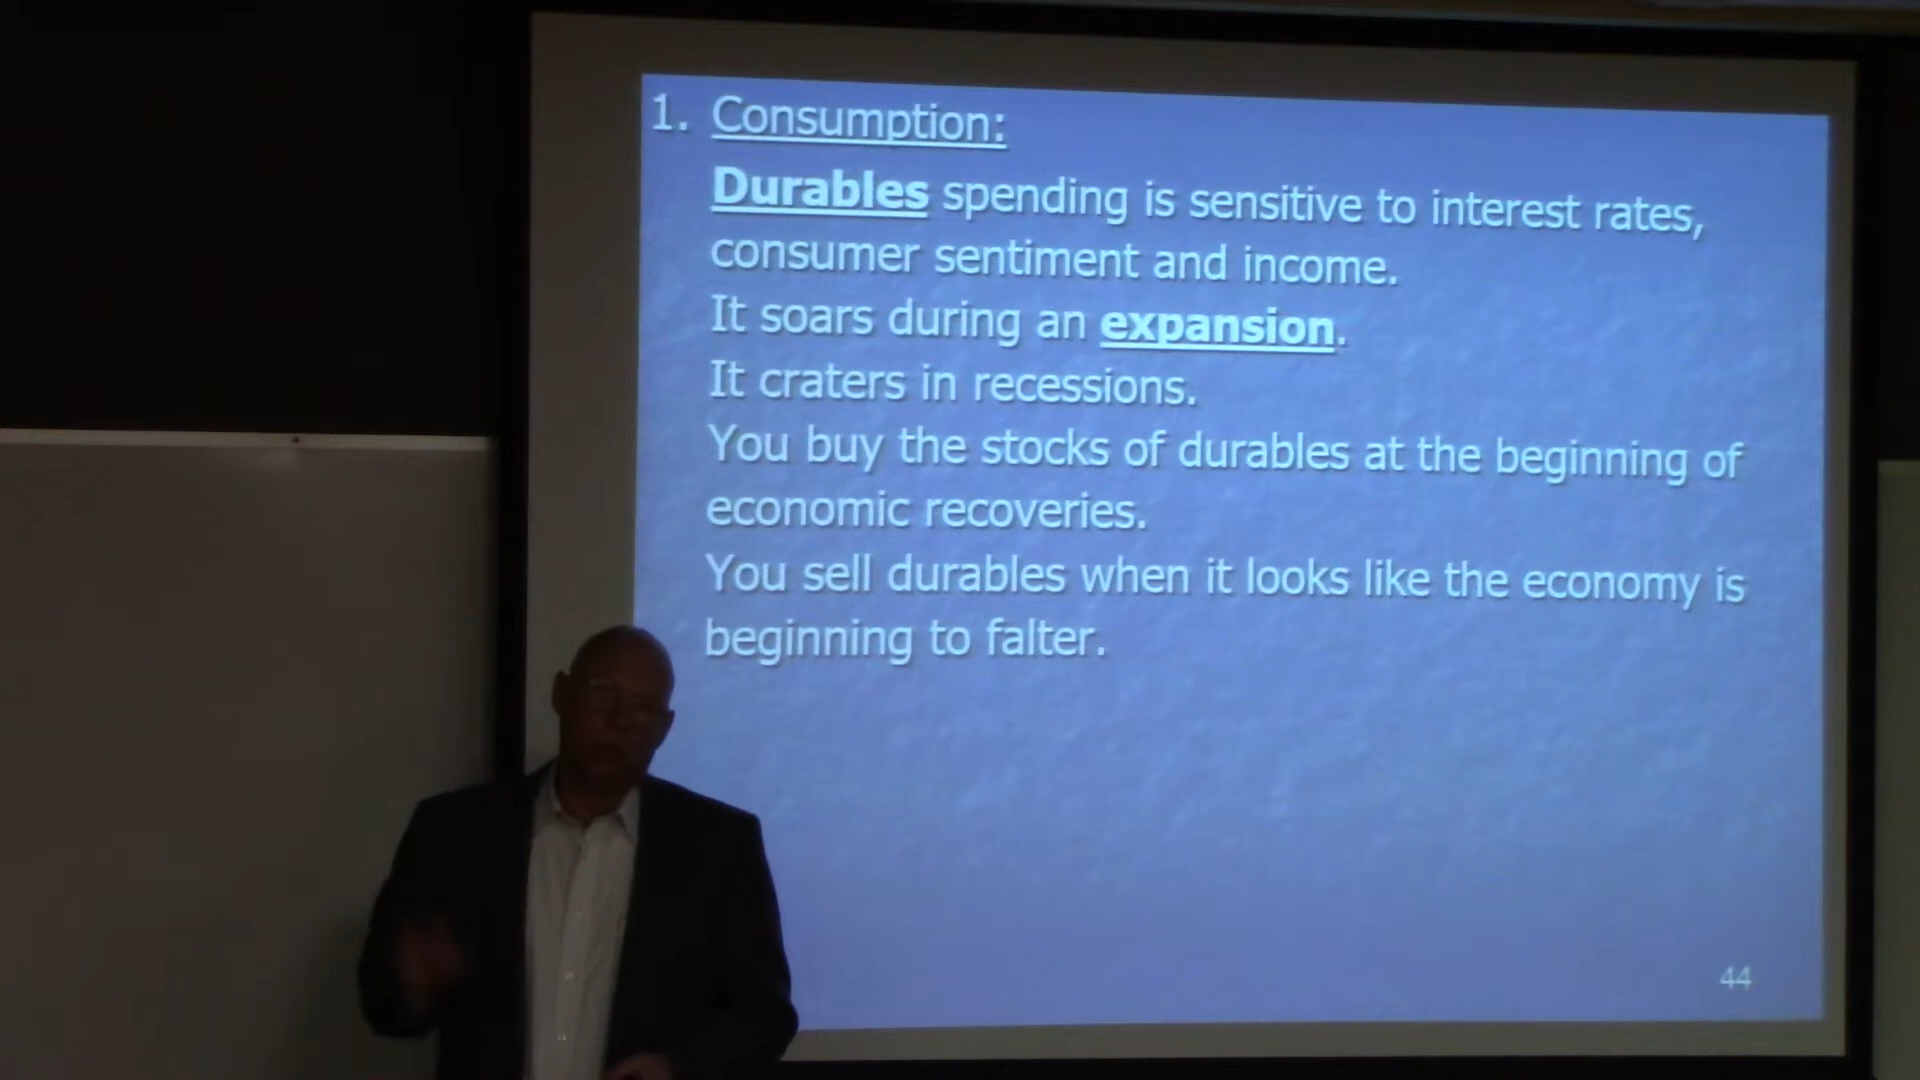 1. Consumption:
Durables spending is sensitive to interest rates,
consumer sentiment and income.
It soars during an expansion.
It craters in recessions.
You buy the stocks of durables at the beginning of
economic recoveries.
You sell durables when it looks like the economy is
beginning to falter.
44